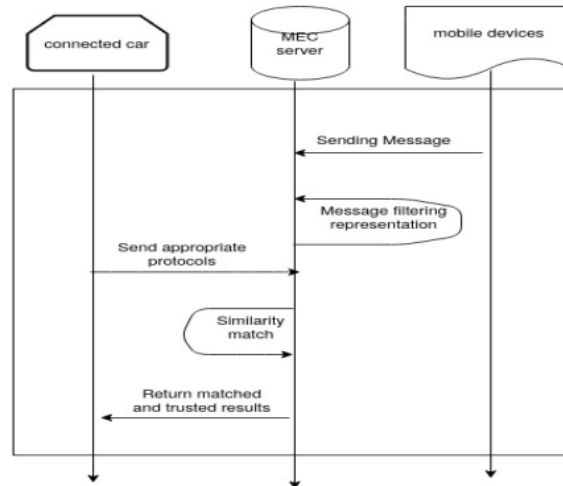 connected car
MEC
server
mobile devices
Sending Message
Message filtering
representation
Send appropriate
protocols
Similarity
match
Return matched
and trusted results